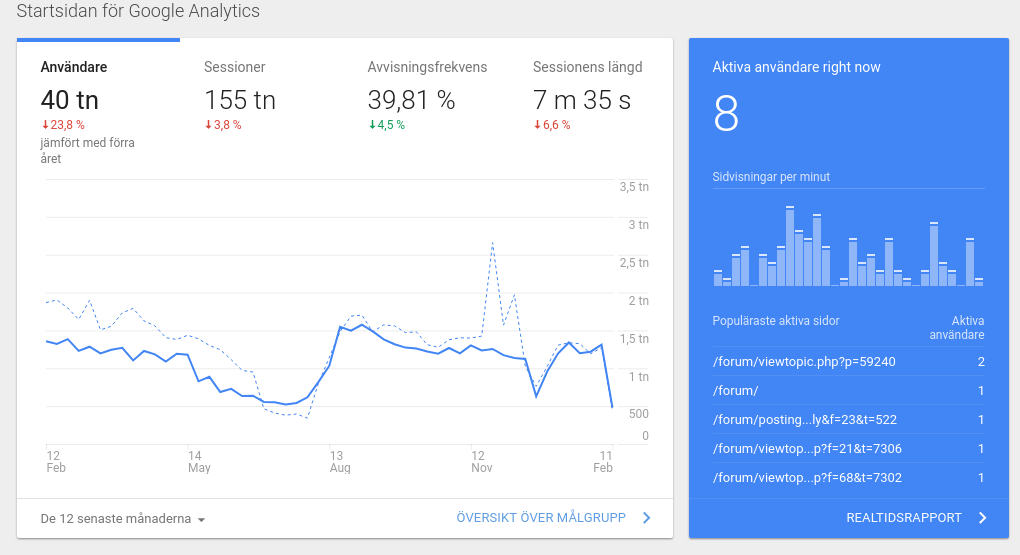 Startsidan för Google Analytics
Användare
40 tn
23,8 %
jämfört med förra
året
Sessioner
155 tn
3,8 %
Avvisningsfrekvens
39,81 %
4,5 %
Sessionens längd
7 m 35 s
6,6 %
3,5 tn
3 tn
2,5 tn
2 tn
1,5 tn
1 tn
500
0
12
Feb
14
May
13
Aug
12
Nov
11
Feb
De 12 senaste månaderna
ÖVERSIKT ÖVER MÅLGRUPP
Aktiva användare right now
8
Sidvisningar per minut
Populäraste aktiva sidor
Aktiva
användare
/forum/viewtopic.php?p=59240 2
/forum/ 1
/forum/posting...ly&f=23&t=522 1
/forum/viewtop...p?f=21&t=7306 1
/forum/viewtop...p?f=68&t=7302 1
REALTIDSRAPPORT